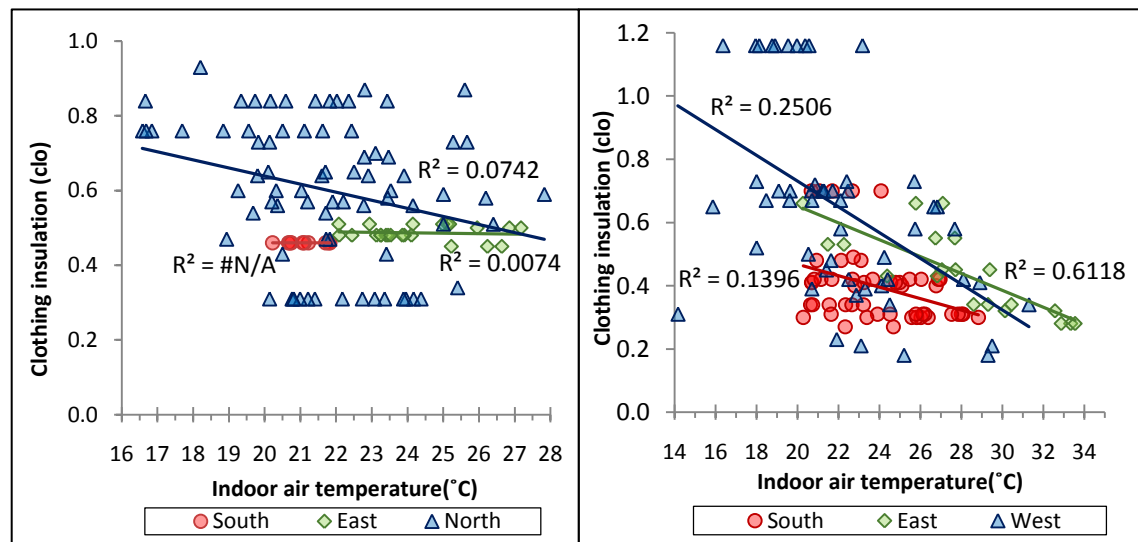 Clothing insulation (clo)
1.0
0.8
0.6
0.4
0.2
0.0
R² = 0.0742
R² = #N/A
R² = 0.0074
16 17 18 19 20 21 22 23 24 25 26 27 28
Indoor air temperature(˚C)
South East North
Clothing insulation (clo)
1.2
1.0
0.8
0.6
0.4
0.2
0.0
R² = 0.2506
R² = 0.1396
R² = 0.6118
14 16 18 20 22 24 26 28 30 32 34
Indoor air temperature(˚C)
South East West